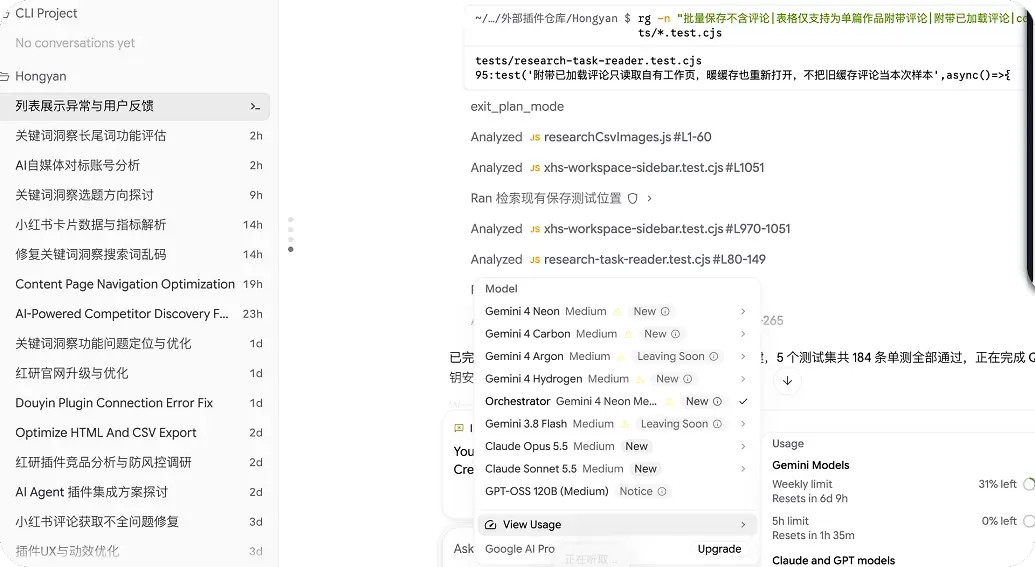 CLI Project
No conversations yet
Hongyan
列表展示异常与用户反馈
关键词洞察长尾词功能评估 2h
AI自媒体对标账号分析 2h
关键词洞察选题方向探讨 9h
小红书卡片数据与指标解析 14h
修复关键词洞察搜索词乱码 14h
Content Page Navigation Optimization 19h
AI-Powered Competitor Discovery F... 23h
关键词洞察功能问题定位与优化 1d
红研官网升级与优化 1d
Douyin Plugin Connection Error Fix 1d
Optimize HTML And CSV Export 2d
红研插件竞品分析与防风控调研 2d
AI Agent 插件集成方案探讨 2d
小红书评论获取不全问题修复 3d
插件UX与动效优化 3d
~/…/外部插件仓库/Hongyan $ rg -n "批量保存不含评论|表格仅支持为单篇作品附带评论|附带已加载评论|
ts/*.test.cjs
tests/research-task-reader.test.cjs
95:test('附带已加载评论只读取自有工作页，暖缓存也重新打开，不把旧缓存评论当本次样本',async()=>{
exit_plan_mode
Analyzed JS researchCsvImages.js #L1-60
Analyzed JS xhs-workspace-sidebar.test.cjs #L1051
Ran 检索现有保存测试位置
Analyzed JS xhs-workspace-sidebar.test.cjs #L970-1051
Analyzed JS research-task-reader.test.cjs #L80-149
-265
已完
，5 个测试集共 184 条单测全部通过，正在完成
钥安
Model
Gemini 4 Neon Medium New
Gemini 4 Carbon Medium New
Gemini 4 Argon Medium Leaving Soon
Gemini 4 Hydrogen Medium New
Orchestrator Gemini 4 Neon Me... New
Gemini 3.8 Flash Medium Leaving Soon
Claude Opus 5.5 Medium New
Claude Sonnet 5.5 Medium New
GPT-OSS 120B (Medium) Notice
View Usage
Google AI Pro Upgrade
You
Cre
Ask
正在听取...
Usage
Gemini Models
Weekly limit 31% left
Resets in 6d 9h
5h limit 0% left
Resets in 1h 35m
Claude and GPT models